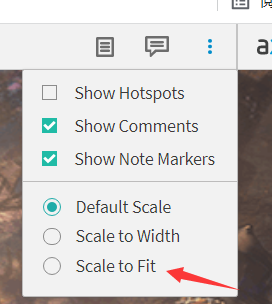 Show Hotspots
Show Comments
Show Note Markers
Default Scale
Scale to Width
Scale to Fit